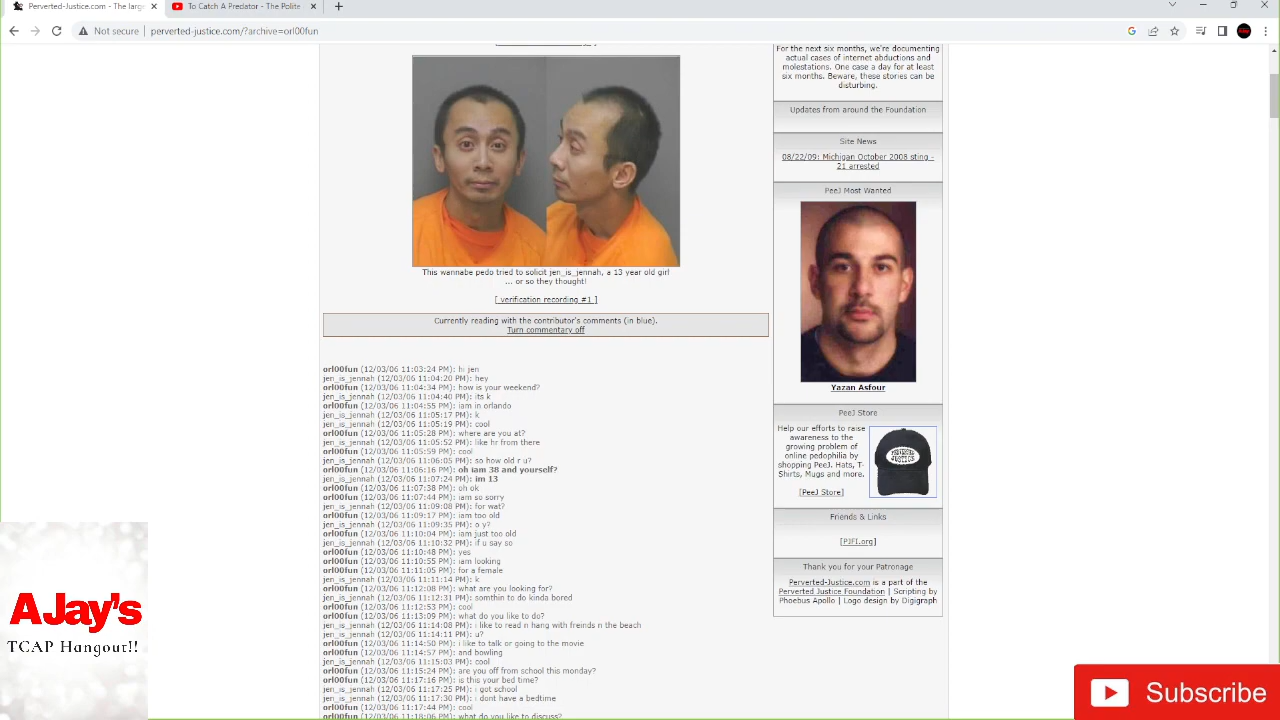 Perverted-Justice.com - The larg
To Catch A Predator - The Polite
Not secure
perverted-justice.com/?archive=orl00fun
This wannabe pedo tried to solicit jen_is_jennah, a 13 year old girl
... or so they thought!
[ verification recording #1 ]
Currently reading with the contributor's comments (in blue).
Turn commentary off
orl00fun (12/03/06 11:03:24 PM): hi jen
jen_is_jennah (12/03/06 11:04:20 PM): hey
orl00fun (12/03/06 11:04:34 PM): how is your weekend?
jen_is_jennah (12/03/06 11:04:40 PM): its k
orl00fun (12/03/06 11:04:55 PM): iam in orlando
jen_is_jennah (12/03/06 11:05:17 PM): k
jen_is_jennah (12/03/06 11:05:19 PM): cool
orl00fun (12/03/06 11:05:28 PM): where are you at?
jen_is_jennah (12/03/06 11:05:52 PM): like hr from there
orl00fun (12/03/06 11:05:59 PM): cool
jen_is_jennah (12/03/06 11:06:05 PM): so how old r u?
orl00fun (12/03/06 11:06:16 PM): oh iam 38 and yourself?
jen_is_jennah (12/03/06 11:07:24 PM): im 13
orl00fun (12/03/06 11:07:38 PM): oh ok
orl00fun (12/03/06 11:07:44 PM): iam so sorry
jen_is_jennah (12/03/06 11:09:08 PM): for wat?
orl00fun (12/03/06 11:09:17 PM): iam too old
jen_is_jennah (12/03/06 11:09:35 PM): o y?
orl00fun (12/03/06 11:10:04 PM): iam just too old
jen_is_jennah (12/03/06 11:10:32 PM): if u say so
orl00fun (12/03/06 11:10:48 PM): yes
orl00fun (12/03/06 11:10:55 PM): iam looking
orl00fun (12/03/06 11:11:05 PM): for a female
jen_is_jennah (12/03/06 11:11:14 PM): k
orl00fun (12/03/06 11:12:08 PM): what are you looking for?
jen_is_jennah (12/03/06 11:12:31 PM): somthin to do kinda bored
orl00fun (12/03/06 11:12:53 PM): cool
orl00fun (12/03/06 11:13:09 PM): what do you like to do?
jen_is_jennah (12/03/06 11:14:08 PM): i like to read n hang with freinds n the beach
jen_is_jennah (12/03/06 11:14:11 PM): u?
orl00fun (12/03/06 11:14:50 PM): i like to talk or going to the movie
orl00fun (12/03/06 11:14:57 PM): and bowling
jen_is_jennah (12/03/06 11:15:03 PM): cool
orl00fun (12/03/06 11:15:24 PM): are you off from school this monday?
orl00fun (12/03/06 11:17:16 PM): is this your bed time?
jen_is_jennah (12/03/06 11:17:25 PM): i got school
jen_is_jennah (12/03/06 11:17:30 PM): i dont have a bedtime
orl00fun (12/03/06 11:17:44 PM): cool
orl00fun (12/03/06 11:18:06 PM): what do you like to discuss?
For the next six months, we're documenting
actual cases of internet abductions and
molestations. One case a day for at least
six months. Beware, these stories can be
disturbing.
Updates from around the Foundation
Site News
08/22/09: Michigan October 2008 sting -
21 arrested
PeeJ Most Wanted
Yazan Asfour
PeeJ Store
Help our efforts to raise
awareness to the
growing problem of
online pedophilia by
shopping PeeJ. Hats, T-
Shirts, Mugs and more.
[PeeJ Store]
PERVERTED
JUSTICE
Friends & Links
[PJFI.org]
Thank you for your Patronage
Perverted-Justice.com is a part of the
Perverted Justice Foundation | Scripting by
Phoebus Apollo | Logo design by Digigraph
AJay's
TCAP Hangout!!
Subscribe